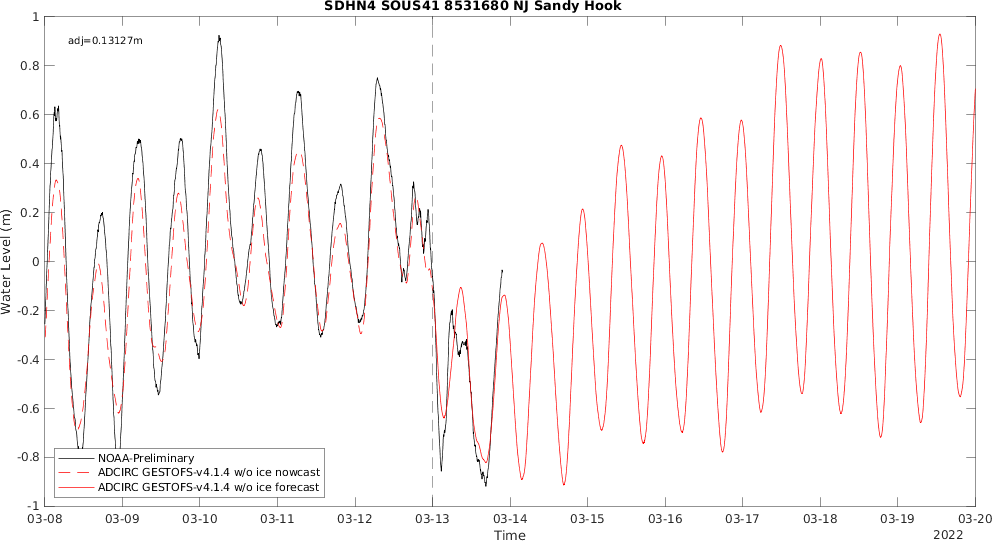 SDHN4 SOUS41 8531680 NJ Sandy Hook
adj=0.13127m
Water Level (m)
1
0.8
0.6
0.4
0.2
0
-0.2
-0.4
-0.6
-0.8
-1
NOAA-Preliminary
ADCIRC GESTOFS-v4.1.4 w/o ice nowcast
ADCIRC GESTOFS-v4.1.4 w/o ice forecast
03-08 03-09 03-10 03-11 03-12 03-13 03-14 03-15 03-16 03-17 03-18 03-19 03-20
Time
2022